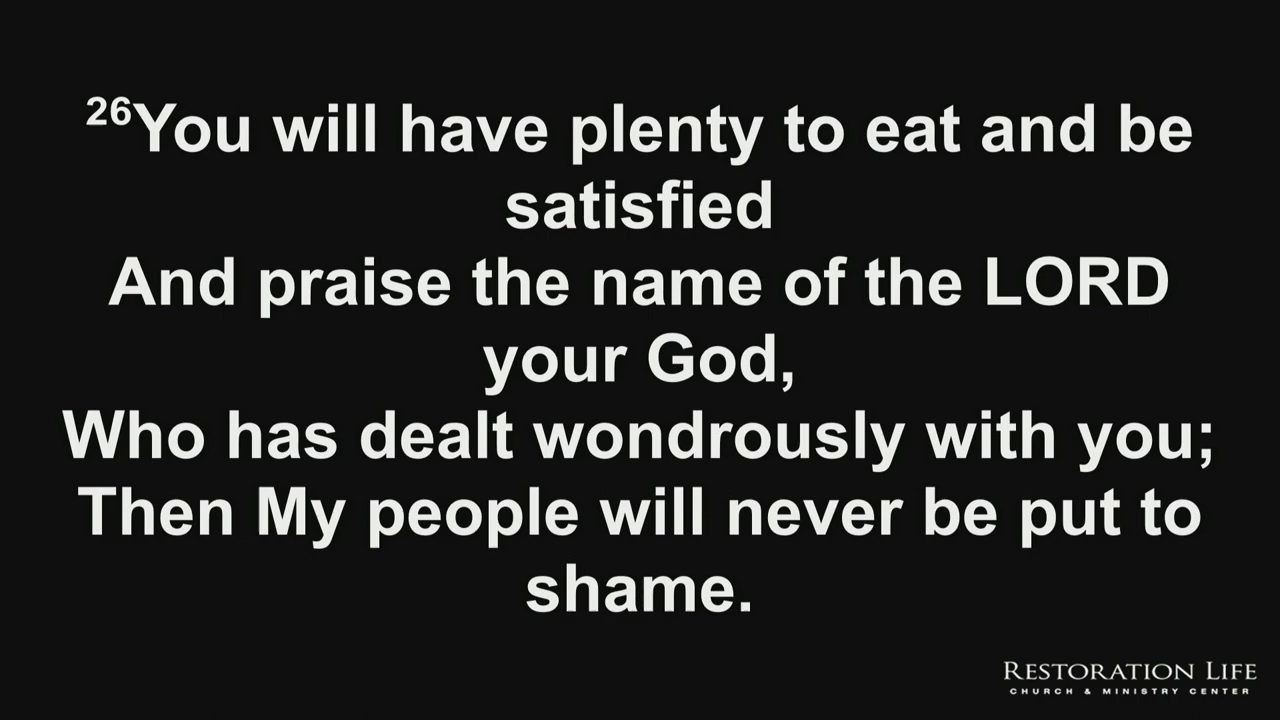 26You will have plenty to eat and be
satisfied
And praise the name of the LORD
your God,
Who has dealt wondrously with you;
Then My people will never be put to
shame.
RESTORATION LIFE
CHURCH & MINISTRY CENTER